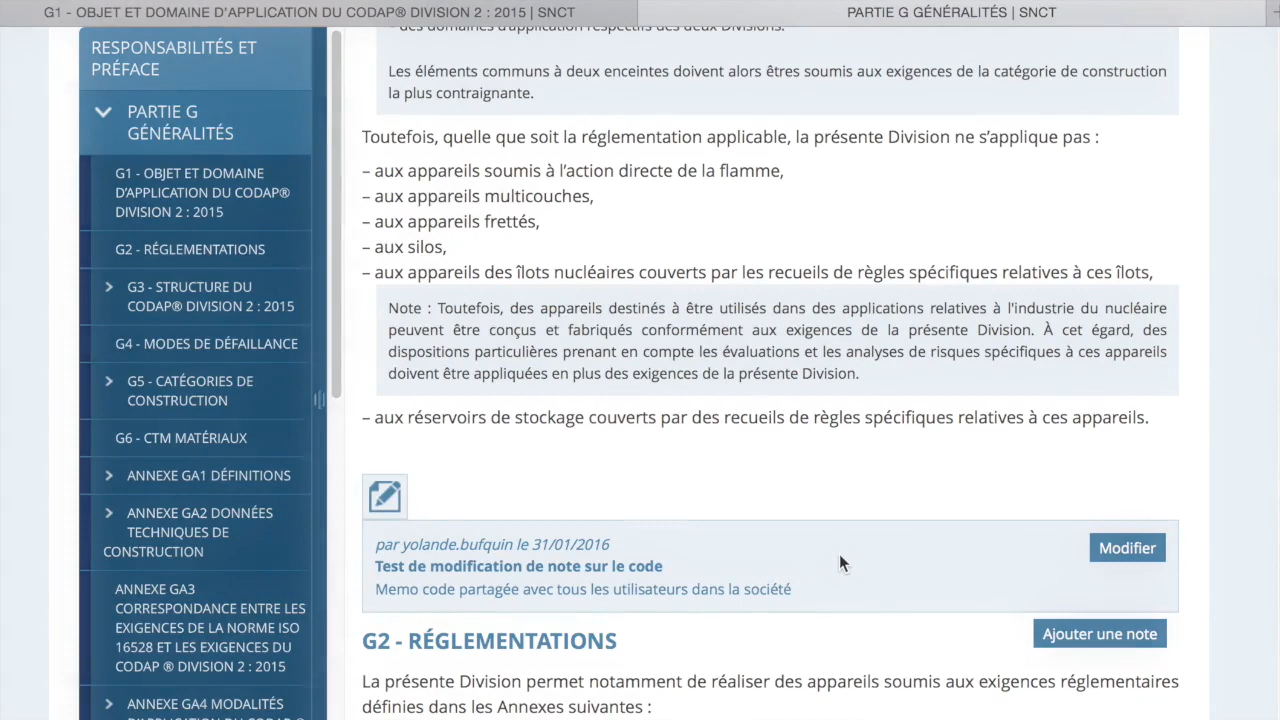 G1 - OBJET ET DOMAINE D'APPLICATION DU CODAP® DIVISION 2 : 2015 | SNCT
PARTIE G GÉNÉRALITÉS | SNCT
RESPONSABILITÉS ET
PRÉFACE
PARTIE G
GÉNÉRALITÉS
G1 - OBJET ET DOMAINE
D'APPLICATION DU CODAP®
DIVISION 2 : 2015
G2 - RÉGLEMENTATIONS
G3 - STRUCTURE DU
CODAP® DIVISION 2 : 2015
G4 - MODES DE DÉFAILLANCE
G5 - CATÉGORIES DE
CONSTRUCTION
G6 - CTM MATÉRIAUX
ANNEXE GA1 DÉFINITIONS
ANNEXE GA2 DONNÉES
TECHNIQUES DE
CONSTRUCTION
ANNEXE GA3
CORRESPONDANCE ENTRE LES
EXIGENCES DE LA NORME ISO
16528 ET LES EXIGENCES DU
CODAP ® DIVISION 2 : 2015
ANNEXE GA4 MODALITÉS
D'APPLICATION DU CODAP ®
– des domaines d'application respectifs des deux Divisions.
Les éléments communs à deux enceintes doivent alors êtres soumis aux exigences de la catégorie de construction
la plus contraignante.
Toutefois, quelle que soit la réglementation applicable, la présente Division ne s'applique pas :
– aux appareils soumis à l'action directe de la flamme,
– aux appareils multicouches,
– aux appareils frettés,
– aux silos,
– aux appareils des îlots nucléaires couverts par les recueils de règles spécifiques relatives à ces îlots,
Note : Toutefois, des appareils destinés à être utilisés dans des applications relatives à l'industrie du nucléaire
peuvent être conçus et fabriqués conformément aux exigences de la présente Division. À cet égard, des
dispositions particulières prenant en compte les évaluations et les analyses de risques spécifiques à ces appareils
doivent être appliquées en plus des exigences de la présente Division.
– aux réservoirs de stockage couverts par des recueils de règles spécifiques relatives à ces appareils.
par yolande.bufquin le 31/01/2016
Modifier
Test de modification de note sur le code
Memo code partagée avec tous les utilisateurs dans la société
Ajouter une note
G2 - RÉGLEMENTATIONS
La présente Division permet notamment de réaliser des appareils soumis aux exigences réglementaires
définies dans les Annexes suivantes :